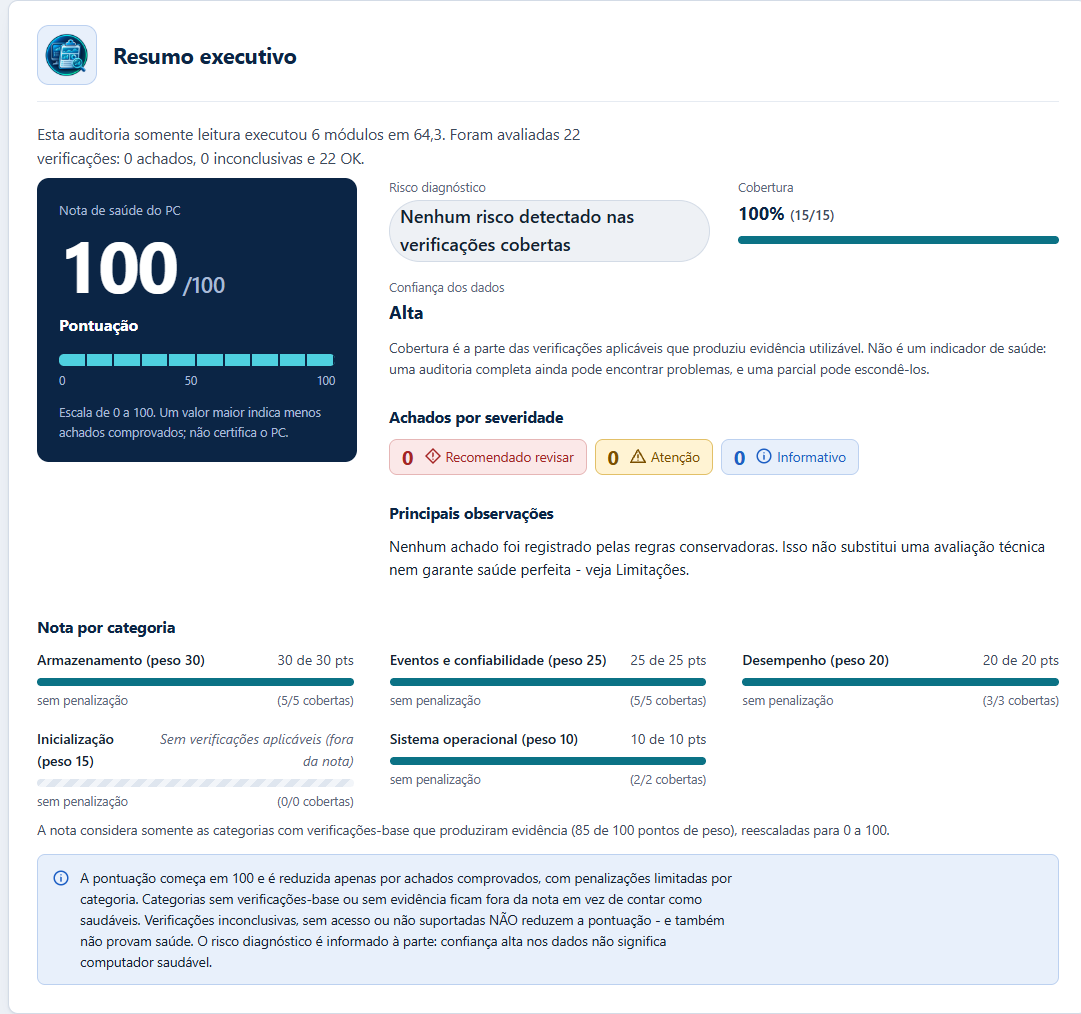 Resumo executivo
Esta auditoria somente leitura executou 6 módulos em 64,3. Foram avaliadas 22
verificações: 0 achados, 0 inconclusivas e 22 OK.
Nota de saúde do PC
100 /100
Pontuação
0 50 100
Escala de 0 a 100. Um valor maior indica menos
achados comprovados; não certifica o PC.
Risco diagnóstico
Nenhum risco detectado nas
verificações cobertas
Cobertura
100% (15/15)
Confiança dos dados
Alta
Cobertura é a parte das verificações aplicáveis que produziu evidência utilizável. Não é um indicador de saúde:
uma auditoria completa ainda pode encontrar problemas, e uma parcial pode escondê-los.
Achados por severidade
0 Recomendado revisar
0 Atenção
0 Informativo
Principais observações
Nenhum achado foi registrado pelas regras conservadoras. Isso não substitui uma avaliação técnica
nem garante saúde perfeita - veja Limitações.
Nota por categoria
Armazenamento (peso 30) 30 de 30 pts
sem penalização (5/5 cobertas)
Eventos e confiabilidade (peso 25) 25 de 25 pts
sem penalização (5/5 cobertas)
Desempenho (peso 20) 20 de 20 pts
sem penalização (3/3 cobertas)
Inicialização
(peso 15)
Sem verificações aplicáveis (fora
da nota)
sem penalização (0/0 cobertas)
Sistema operacional (peso 10) 10 de 10 pts
sem penalização (2/2 cobertas)
A nota considera somente as categorias com verificações-base que produziram evidência (85 de 100 pontos de peso), reescaladas para 0 a 100.
A pontuação começa em 100 e é reduzida apenas por achados comprovados, com penalizações limitadas por
categoria. Categorias sem verificações-base ou sem evidência ficam fora da nota em vez de contar como
saudáveis. Verificações inconclusivas, sem acesso ou não suportadas NÃO reduzem a pontuação - e também
não provam saúde. O risco diagnóstico é informado à parte: confiança alta nos dados não significa
computador saudável.